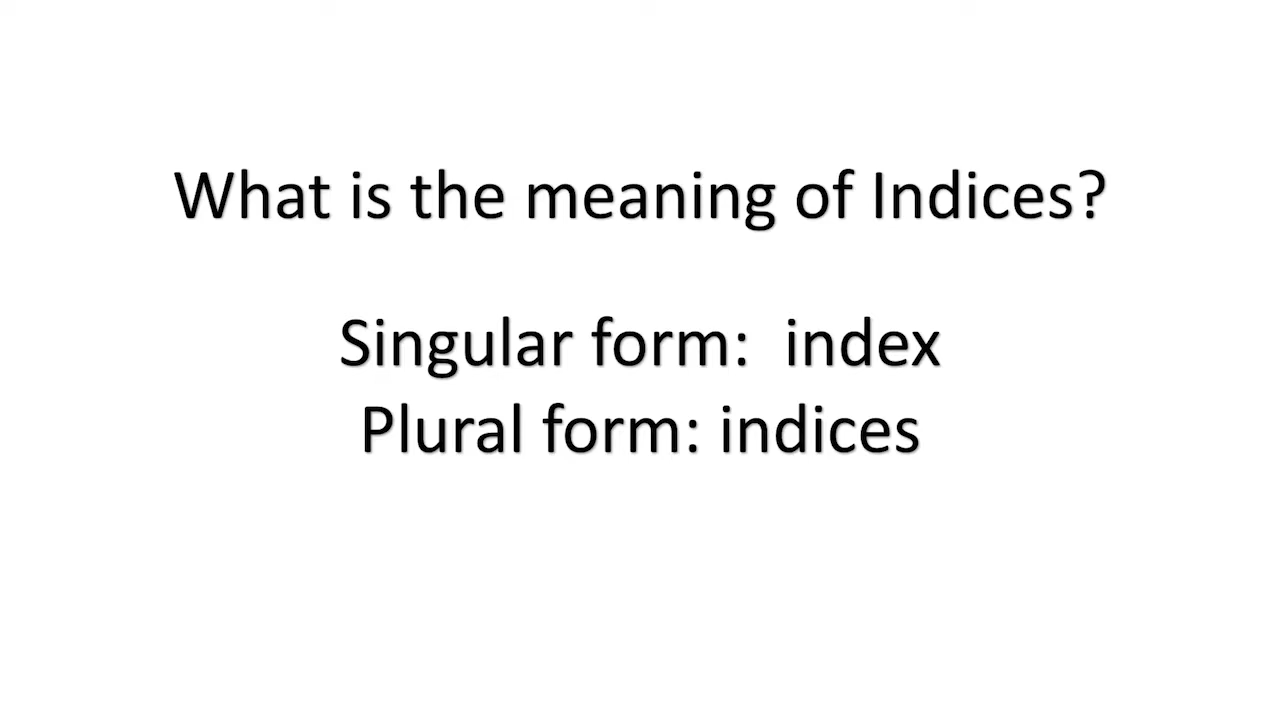 What is the meaning of Indices?
Singular form:  index
Plural form: indices